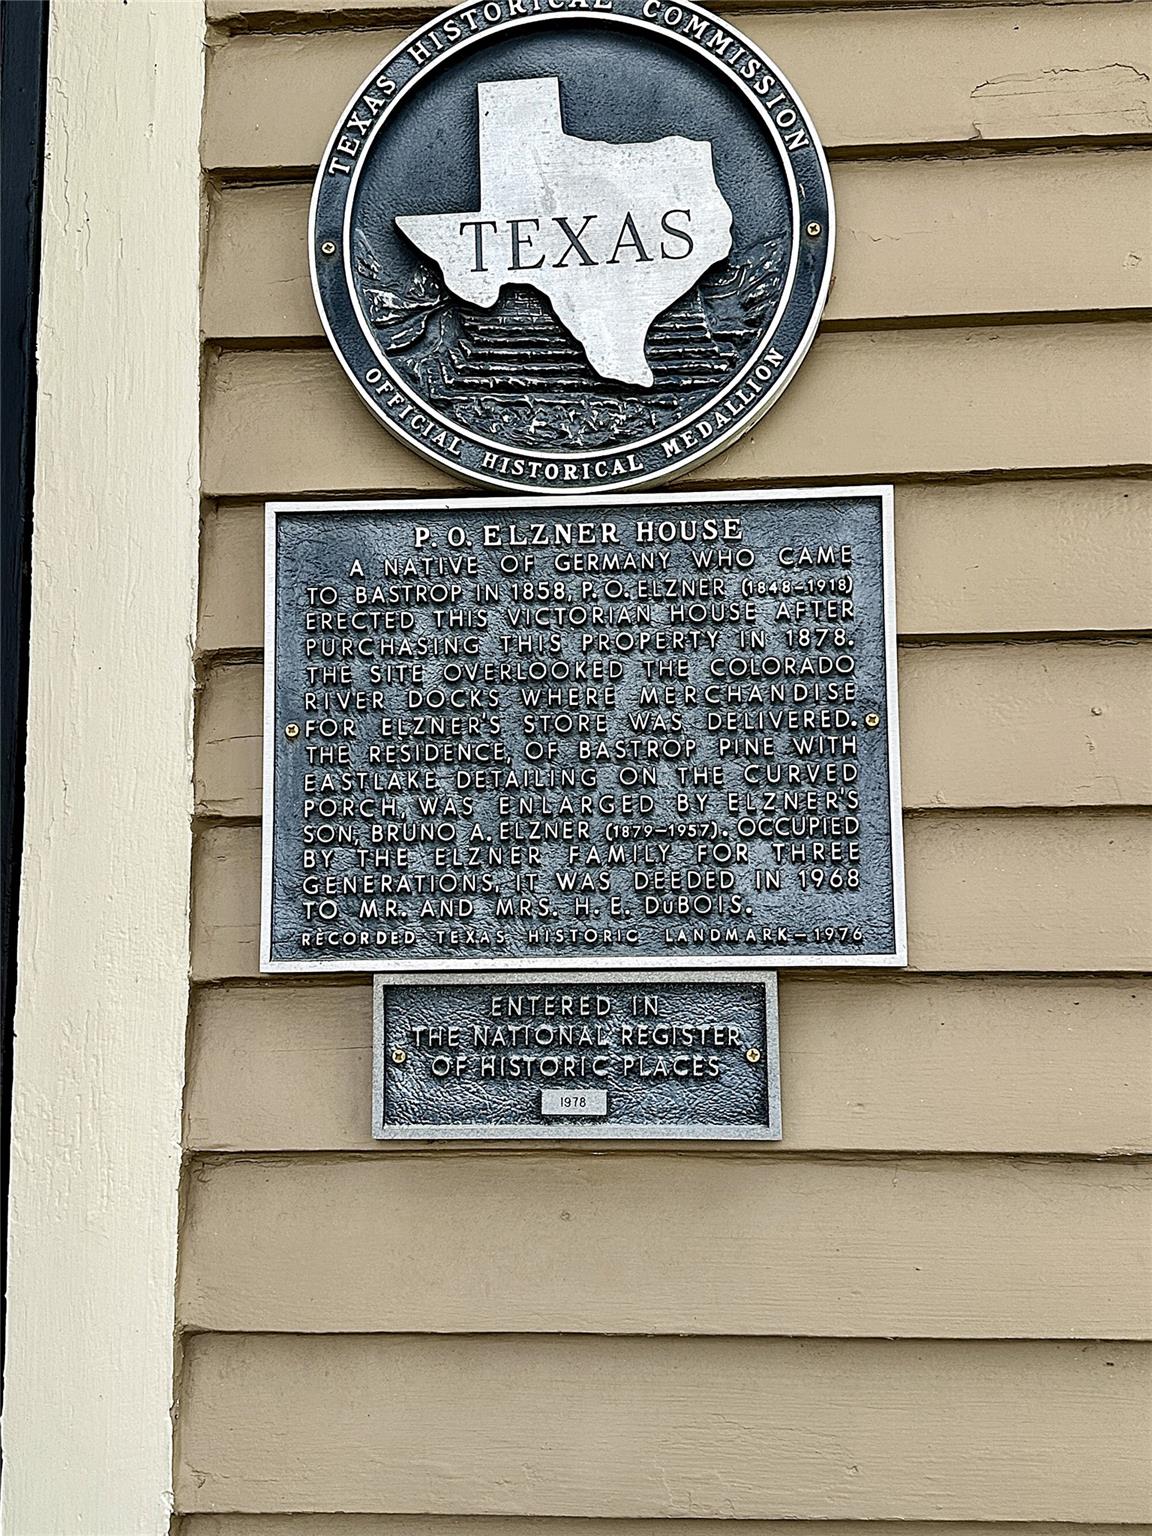 TEXAS HISTORICAL COMMISSION
TEXAS
OFFICIAL HISTORICAL MEDALLION
P. O. ELZNER HOUSE
A NATIVE OF GERMANY WHO CAME
TO BASTROP IN 1858, P. O. ELZNER (1848-1918)
ERECTED THIS VICTORIAN HOUSE AFTER
PURCHASING THIS PROPERTY IN 1878.
THE SITE OVERLOOKED THE COLORADO
RIVER DOCKS WHERE MERCHANDISE
FOR ELZNER'S STORE WAS DELIVERED.
THE RESIDENCE, OF BASTROP PINE WITH
EASTLAKE DETAILING ON THE CURVED
PORCH, WAS ENLARGED BY ELZNER'S
SON, BRUNO A. ELZNER (1879-1957). OCCUPIED
BY THE ELZNER FAMILY FOR THREE
GENERATIONS, IT WAS DEEDED IN 1968
TO MR. AND MRS. H. E. DuBOIS.
RECORDED TEXAS HISTORIC LANDMARK-1976
ENTERED IN
THE NATIONAL REGISTER
OF HISTORIC PLACES
1978